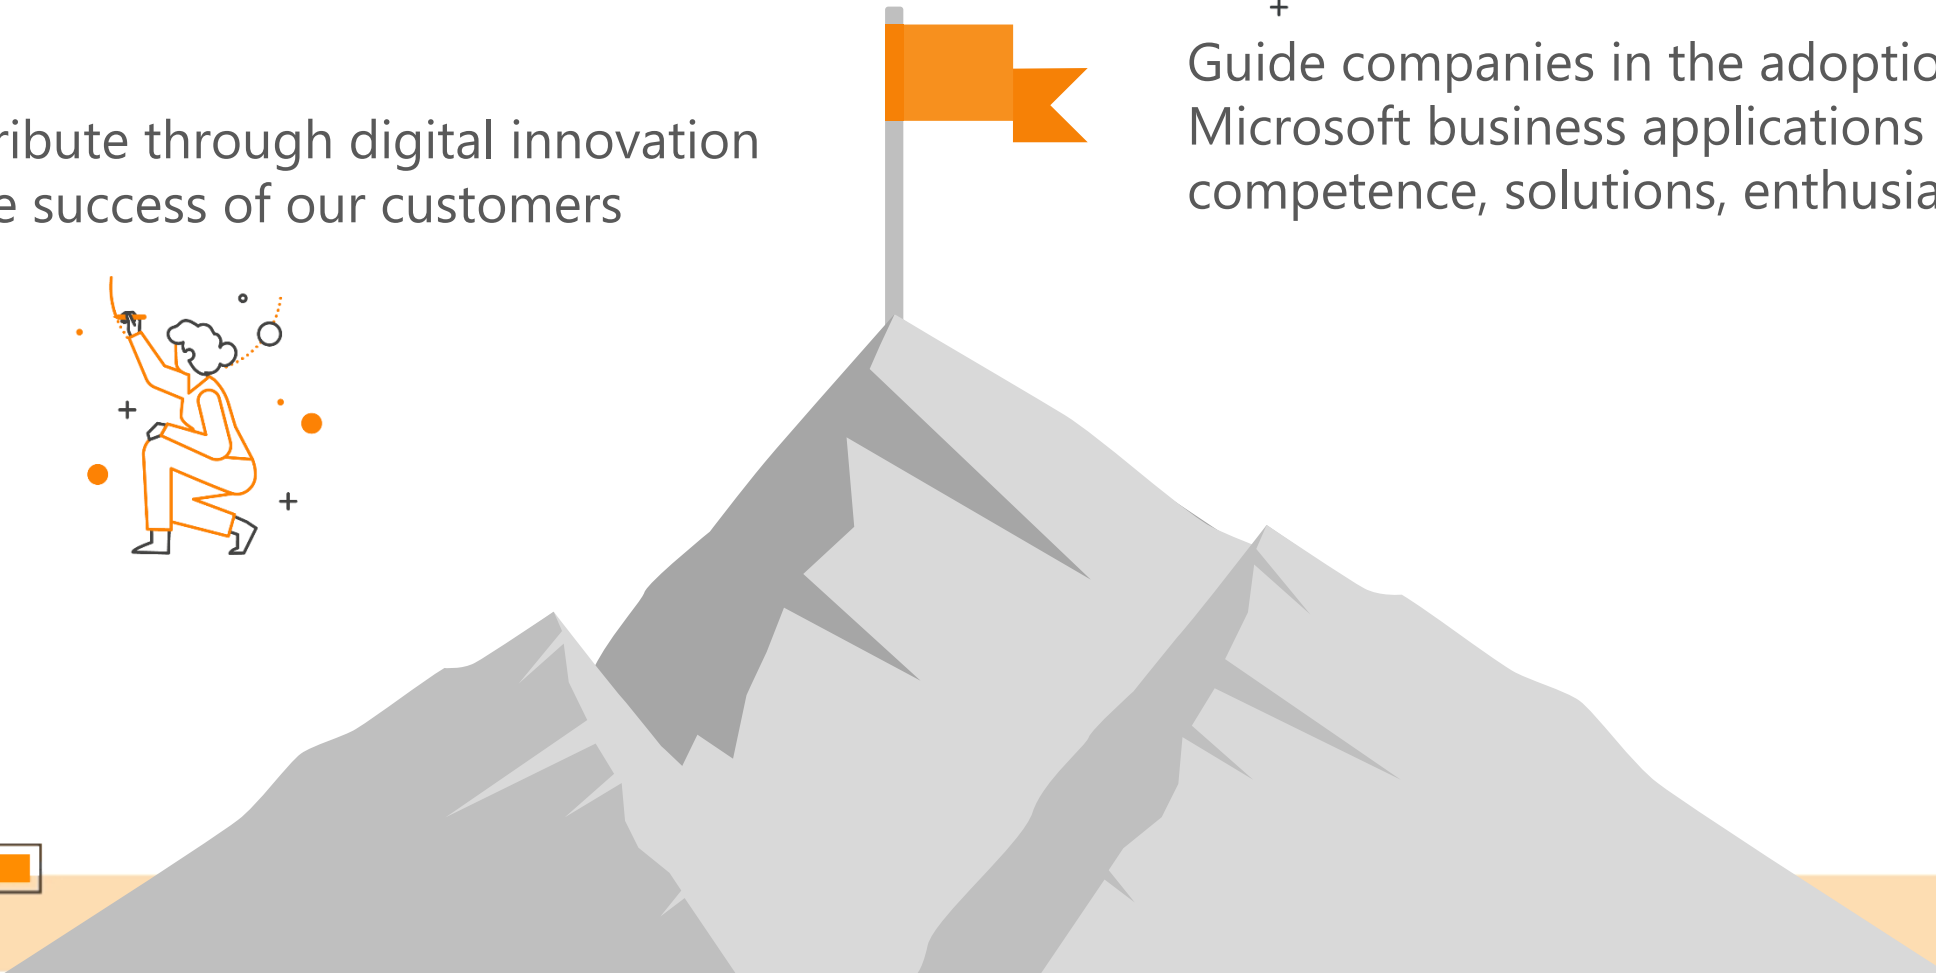 ribute through digital innovation
e success of our customers
Guide companies in the adoptio
Microsoft business applications
competence, solutions, enthusia